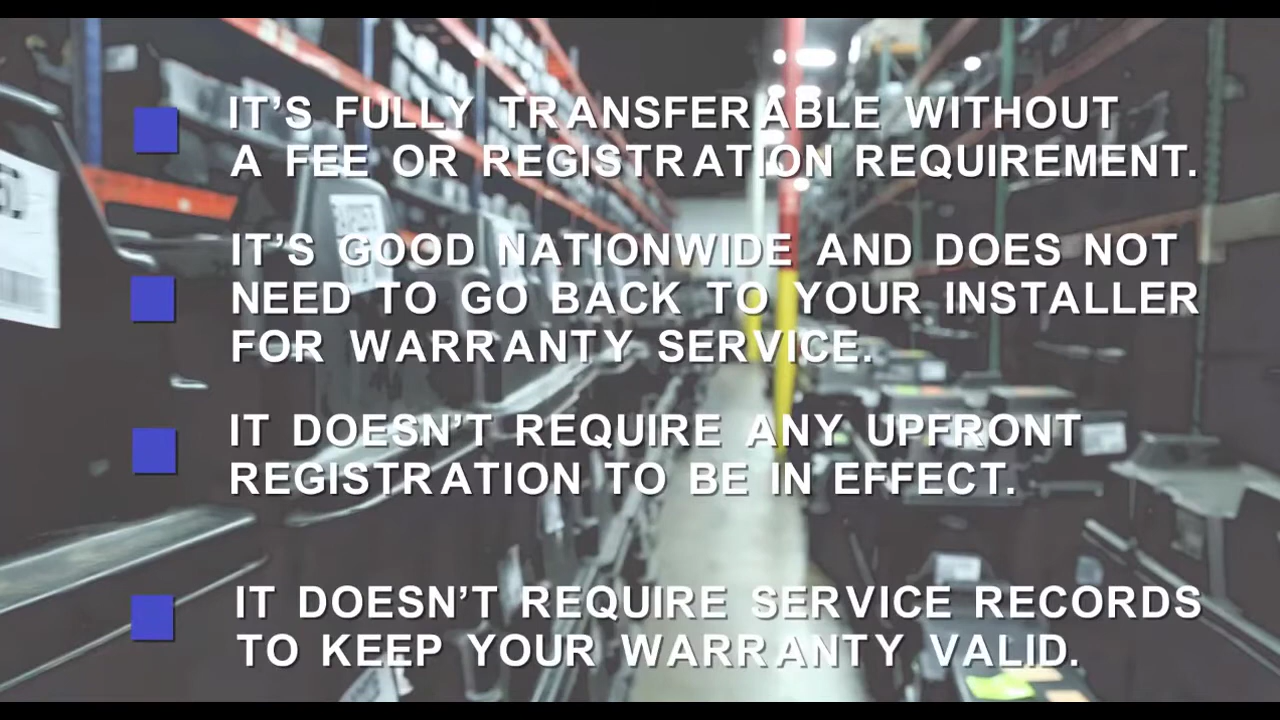 IT'S FULLY TRANSFERABLE WITHOUT
A FEE OR REGISTRATION REQUIREMENT.
IT'S GOOD NATIONWIDE AND DOES NOT
NEED TO GO BACK TO YOUR INSTALLER
FOR WARRANTY SERVICE.
IT DOESN'T REQUIRE ANY UPFRONT
REGISTRATION TO BE IN EFFECT.
IT DOESN'T REQUIRE SERVICE RECORDS
TO KEEP YOUR WARRANTY VALID.